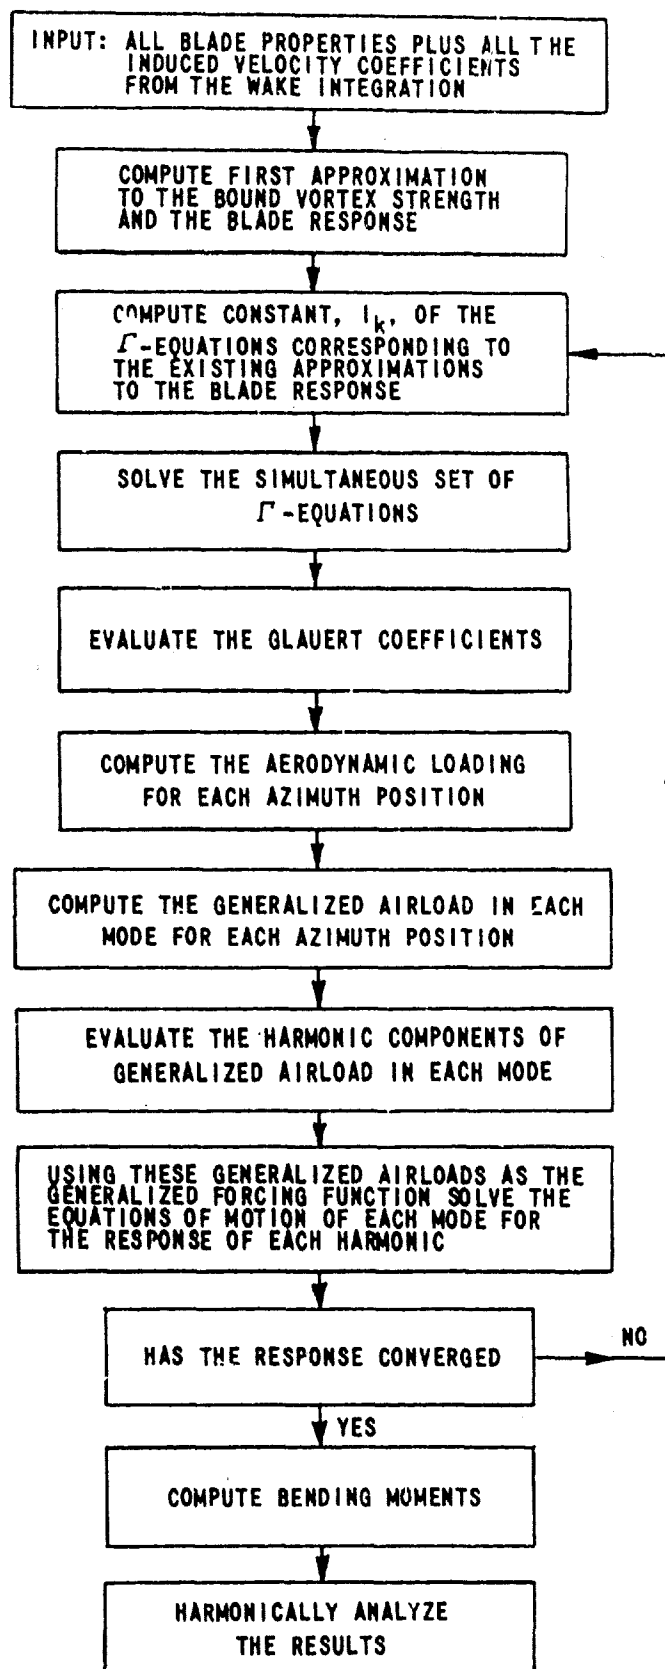 INPUT: ALL BLADE PROPERTIES PLUS ALL THE
INDUCED VELOCITY COEFFICIENTS
FROM THE WAKE INTEGRATION
COMPUTE FIRST APPROXIMATION
TO THE BOUND VORTEX STRENGTH
AND THE BLADE RESPONSE
COMPUTE CONSTANT, I_k, OF THE
Γ-EQUATIONS CORRESPONDING TO
THE EXISTING APPROXIMATIONS
TO THE BLADE RESPONSE
SOLVE THE SIMULTANEOUS SET OF
Γ-EQUATIONS
EVALUATE THE GLAUERT COEFFICIENTS
COMPUTE THE AERODYNAMIC LOADING
FOR EACH AZIMUTH POSITION
COMPUTE THE GENERALIZED AIRLOAD IN EACH
MODE FOR EACH AZIMUTH POSITION
EVALUATE THE HARMONIC COMPONENTS OF
GENERALIZED AIRLOAD IN EACH MODE
USING THESE GENERALIZED AIRLOADS AS THE
GENERALIZED FORCING FUNCTION SOLVE THE
EQUATIONS OF MOTION OF EACH MODE FOR
THE RESPONSE OF EACH HARMONIC
HAS THE RESPONSE CONVERGED
NO
YES
COMPUTE BENDING MOMENTS
HARMONICALLY ANALYZE
THE RESULTS